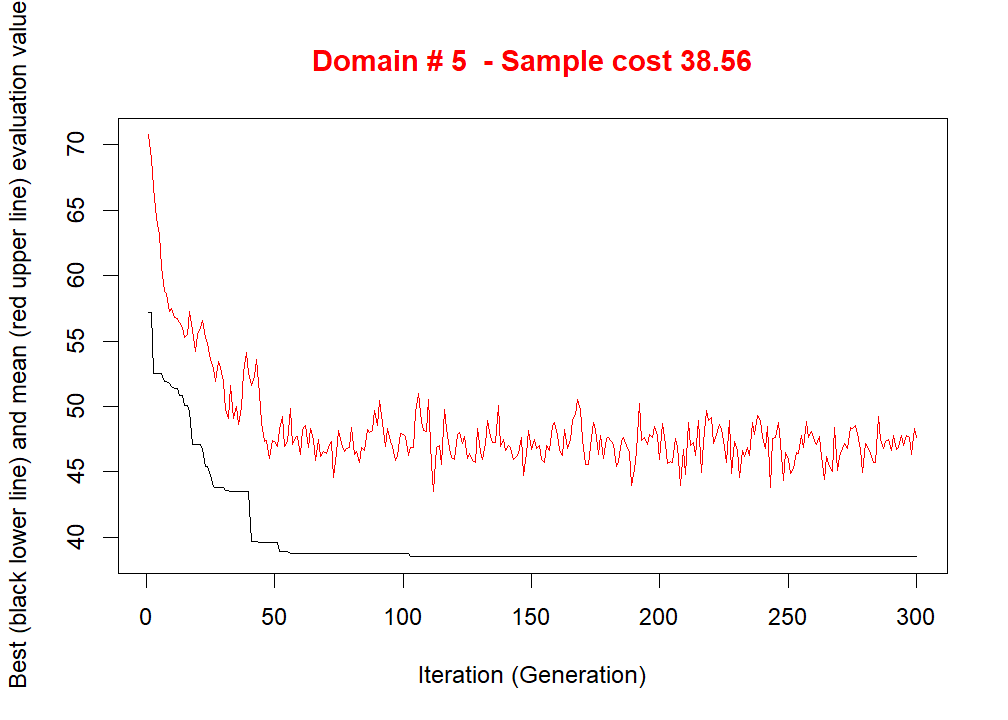 Domain # 5  - Sample cost 38.56
Best (black lower line) and mean (red upper line) evaluation value
70
65
60
55
50
45
40
0 50 100 150 200 250 300
Iteration (Generation)